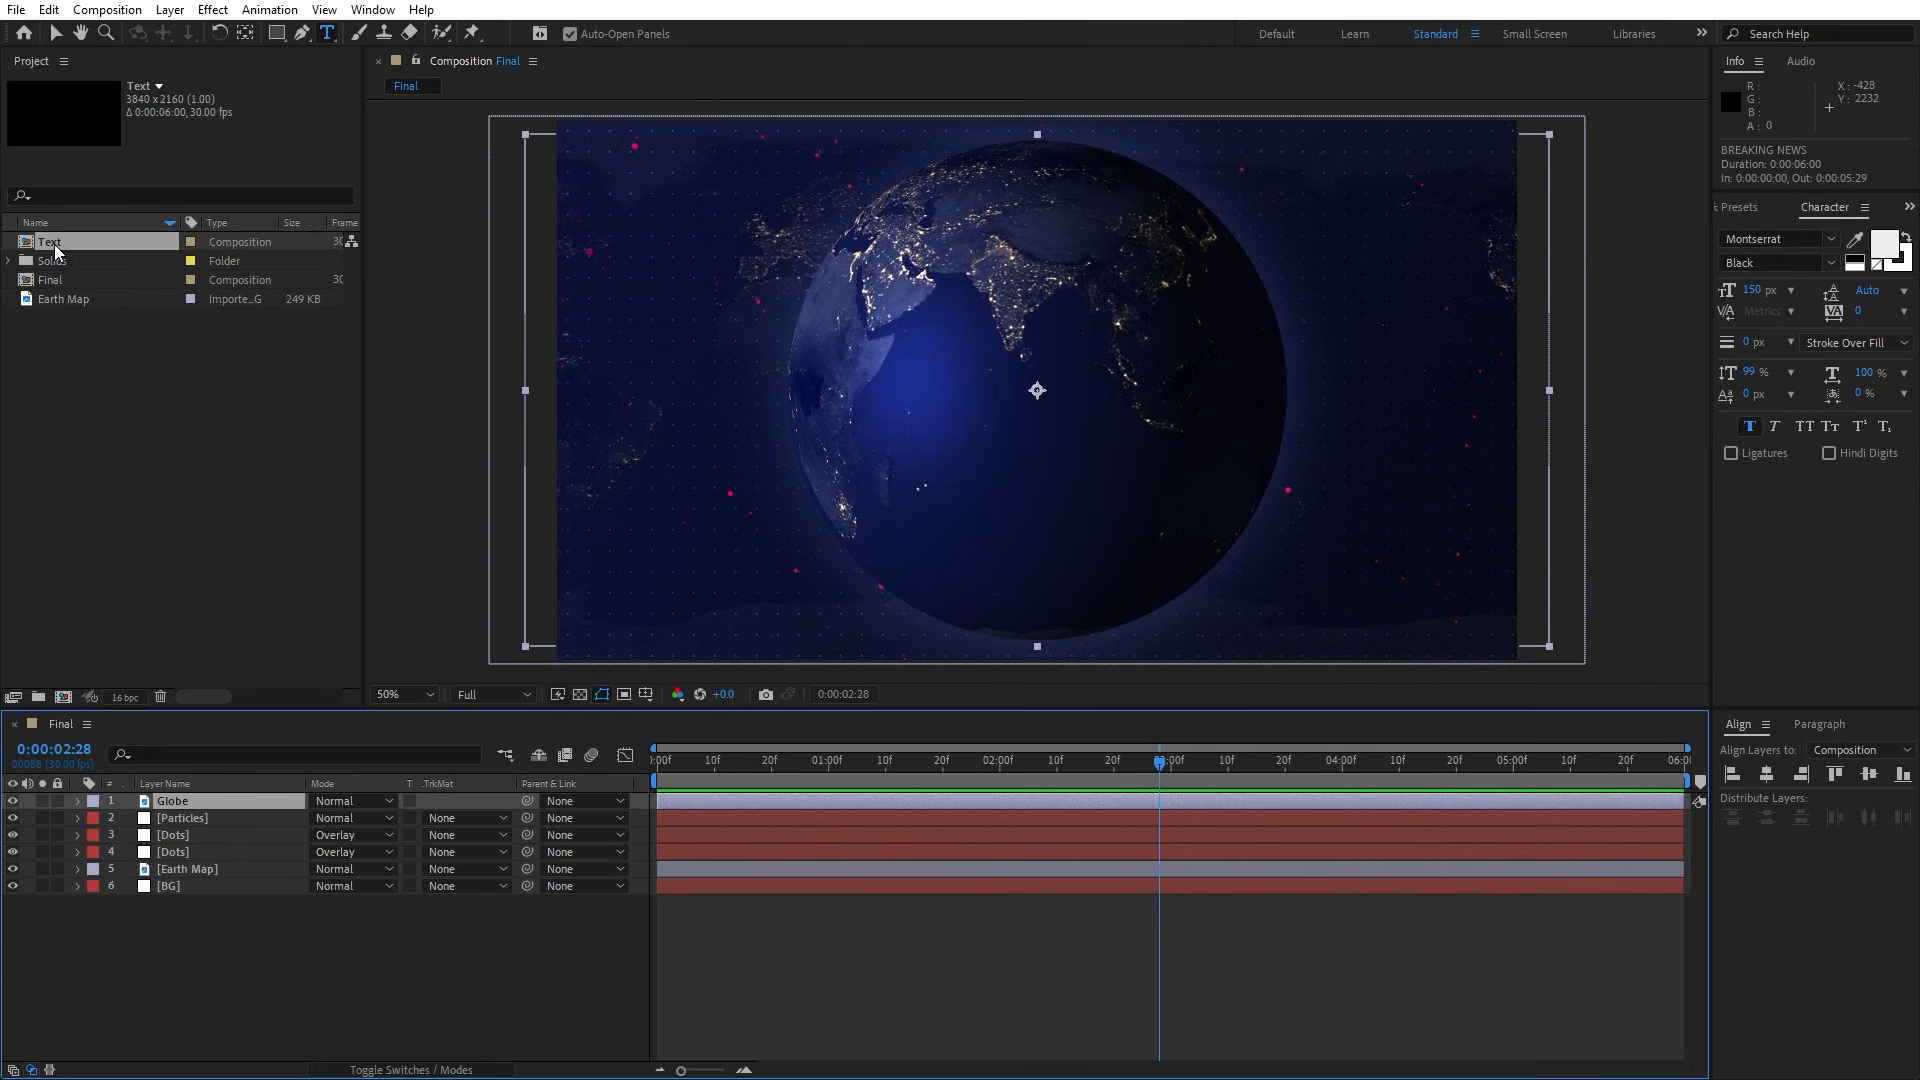 File Edit Composition Layer Effect Animation View Window Help
Auto-Open Panels Default Learn Standard Small Screen Libraries Search Help
Project
Text
3840 x 2160 (1.00)
Δ 0:00:06:00, 30.00 fps
Name Type Size Frame
Text Composition 30
Solids Folder
Final Composition 30
Earth Map Importe...G 249 KB
16 bpc
Composition Final
Final
50% Full +0.0 0:00:02:28
Info Audio
R: X: -428
G: Y: 2232
B:
A: 0
BREAKING NEWS
Duration: 0:00:06:00
In: 0:00:00:00, Out: 0:00:05:29
Presets Character
Montserrat
Black
150 px Auto
Metrics 0
0 px Stroke Over Fill
99 % 100 %
0 px 0 %
T T TT Tт T¹ T₁
Ligatures Hindi Digits
Final
0:00:02:28
00088 (30.00 fps)
:00f 10f 20f 01:00f 10f 20f 02:00f 10f 20f 03:00f 10f 20f 04:00f 10f 20f 05:00f 10f 20f 06:00
# Layer Name Mode T .TrkMat Parent & Link
1 Globe Normal None
2 [Particles] Normal None None
3 [Dots] Overlay None None
4 [Dots] Overlay None None
5 [Earth Map] Normal None None
6 [BG] Normal None None
Toggle Switches / Modes
Align Paragraph
Align Layers to: Composition
Distribute Layers: